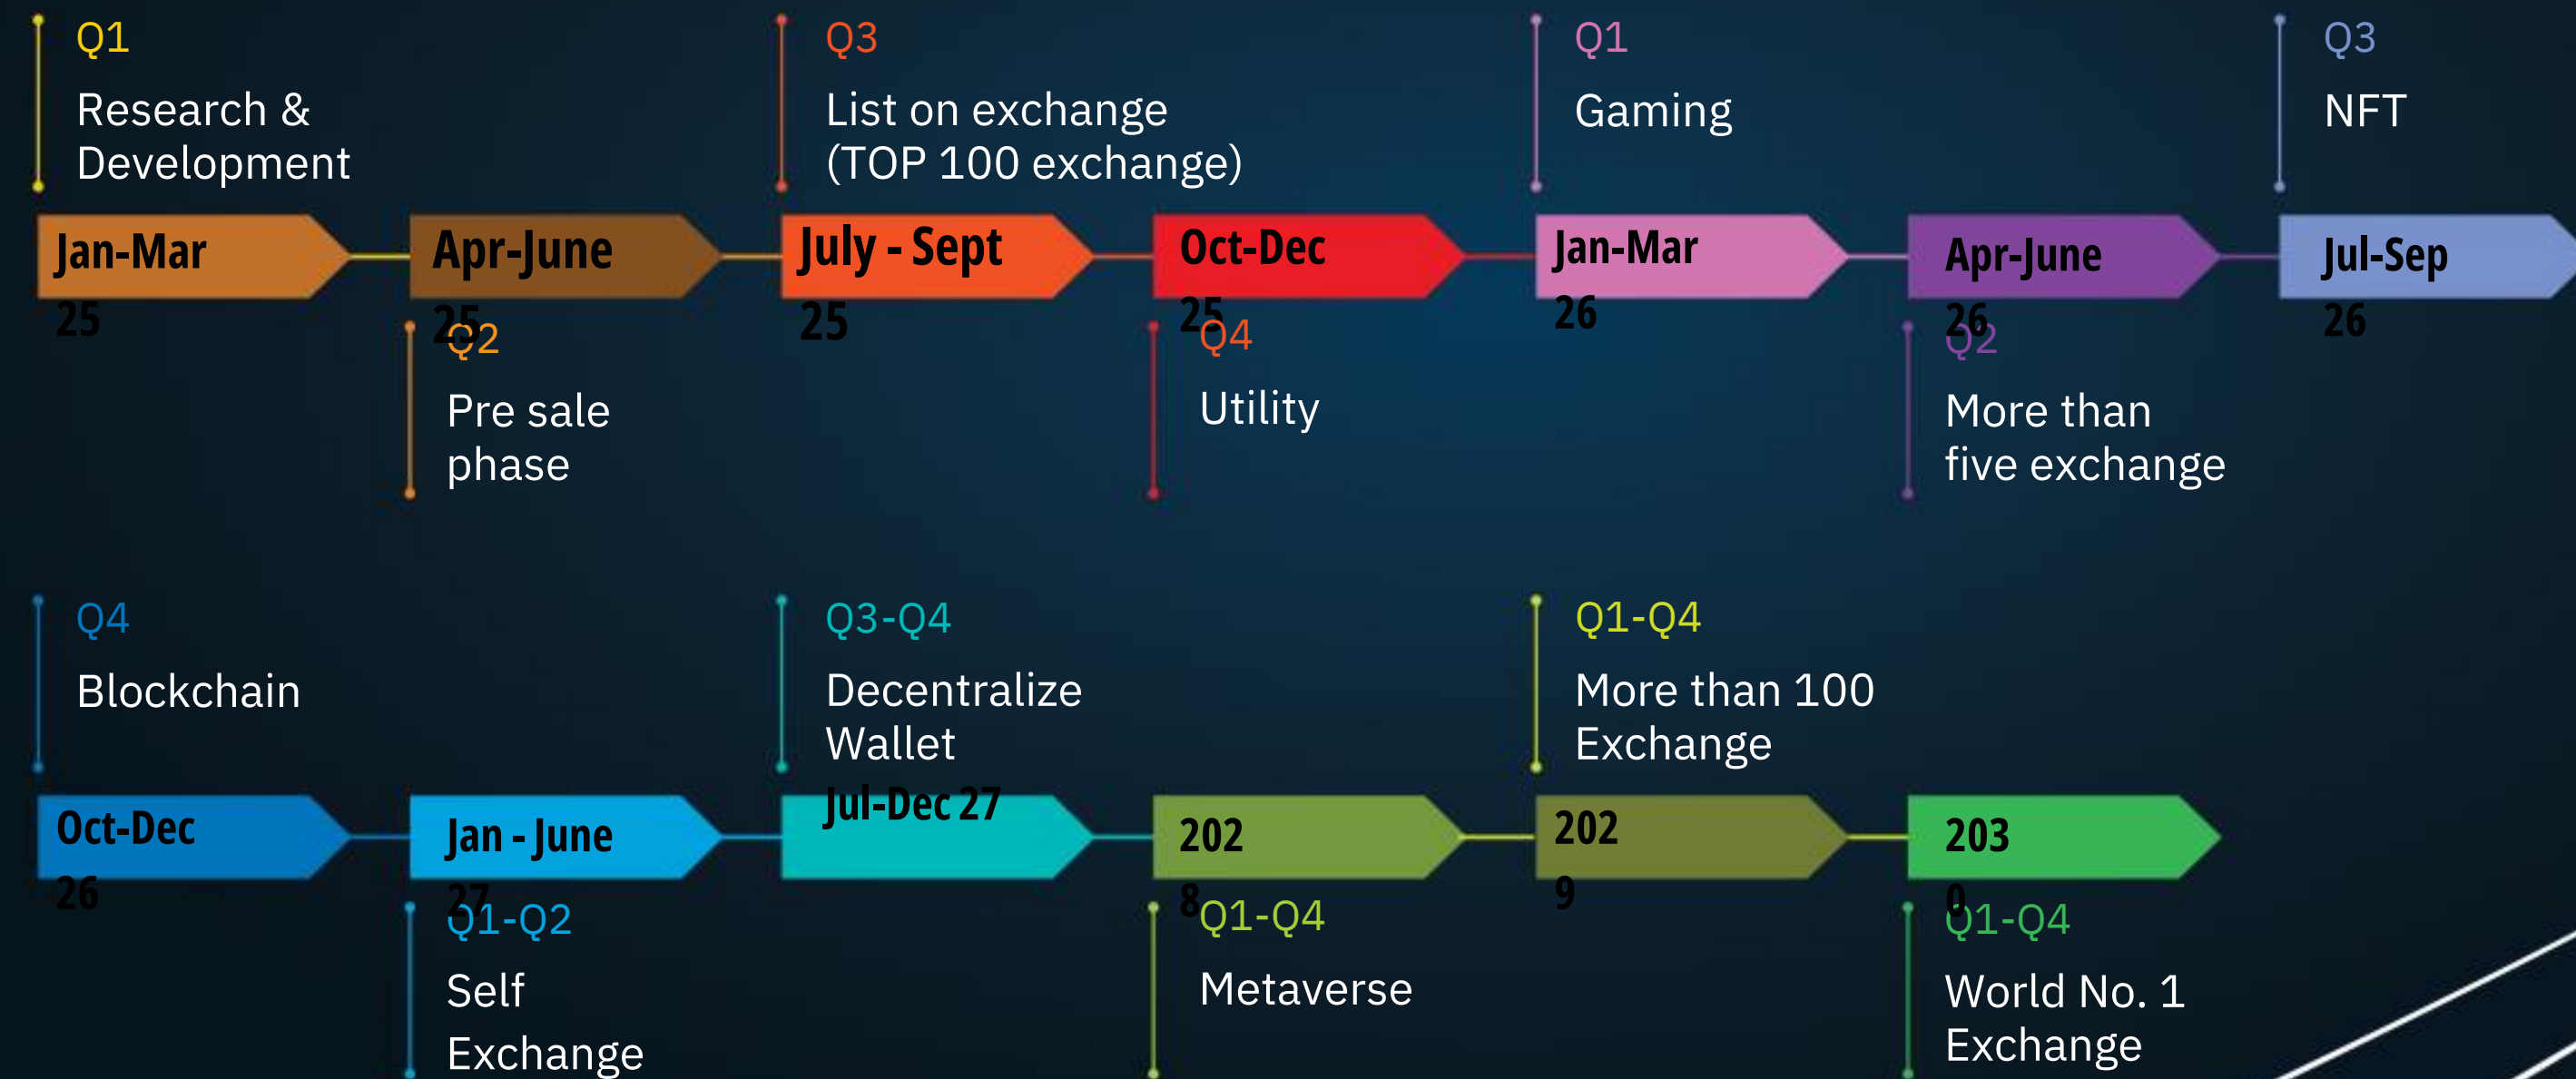 Q1
Research &
Development
Q3
List on exchange
(TOP 100 exchange)
Q1
Gaming
Q3
NFT
Jan-Mar
25
Apr-June
25
July - Sept
25
Oct-Dec
25
Jan-Mar
26
Apr-June
26
Jul-Sep
26
Q2
Pre sale
phase
Q4
Utility
Q2
More than
five exchange
Q4
Blockchain
Q3-Q4
Decentralize
Wallet
Q1-Q4
More than 100
Exchange
Oct-Dec
26
Jan - June
27
Jul-Dec 27
202
8
202
9
203
0
Q1-Q2
Self
Exchange
Q1-Q4
Metaverse
Q1-Q4
World No. 1
Exchange